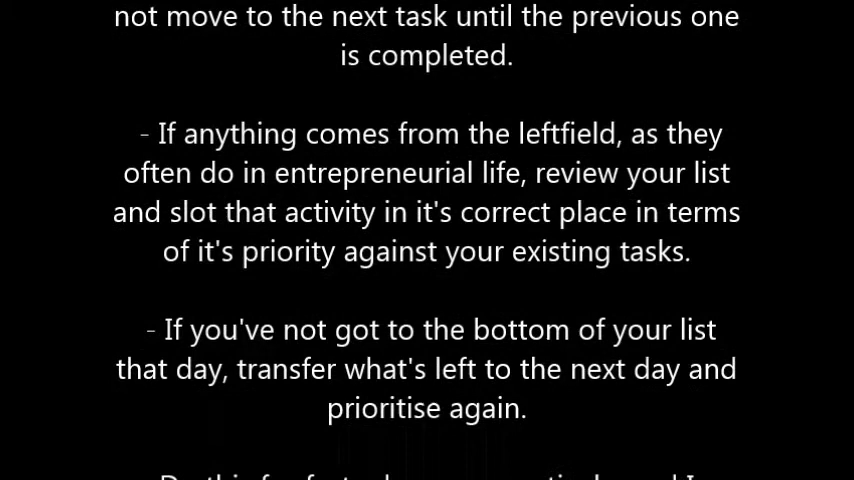 not move to the next task until the previous one
is completed.
- If anything comes from the leftfield, as they
often do in entrepreneurial life, review your list
and slot that activity in it's correct place in terms
of it's priority against your existing tasks.
- If you've not got to the bottom of your list
that day, transfer what's left to the next day and
prioritise again.